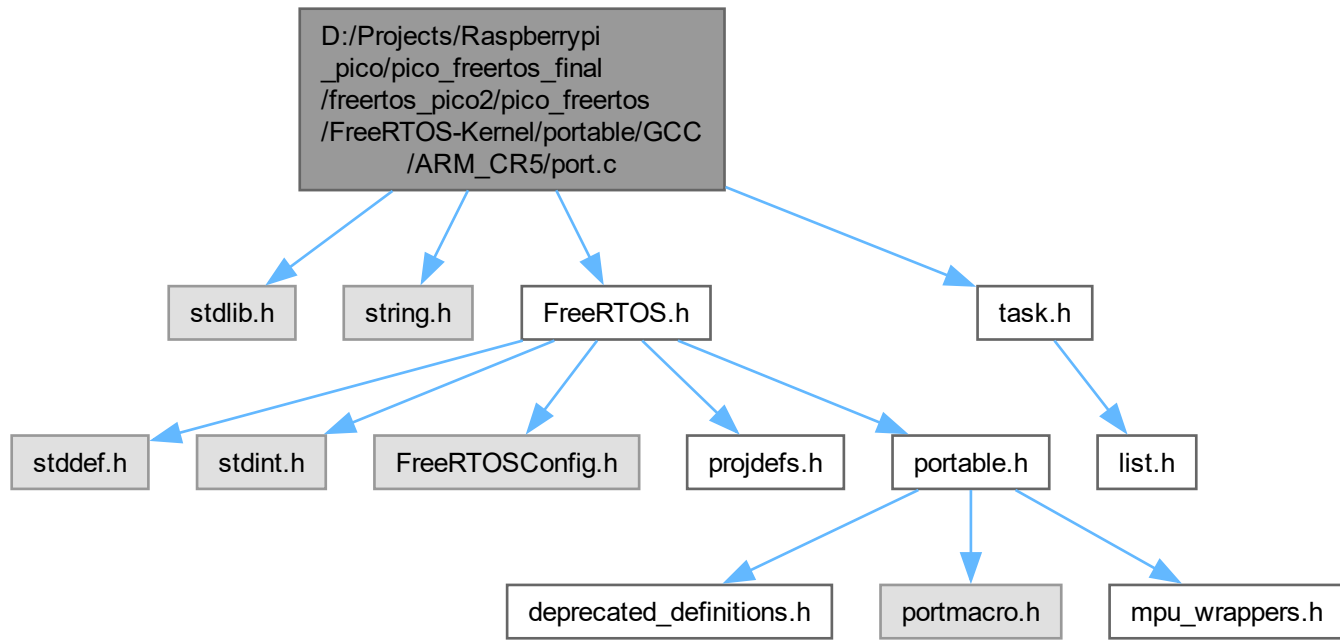 D:/Projects/Raspberrypi
_pico/pico_freertos_final
/freertos_pico2/pico_freertos
/FreeRTOS-Kernel/portable/GCC
/ARM_CR5/port.c
stdlib.h
string.h
FreeRTOS.h
task.h
stddef.h
stdint.h
FreeRTOSConfig.h
projdefs.h
portable.h
list.h
deprecated_definitions.h
portmacro.h
mpu_wrappers.h